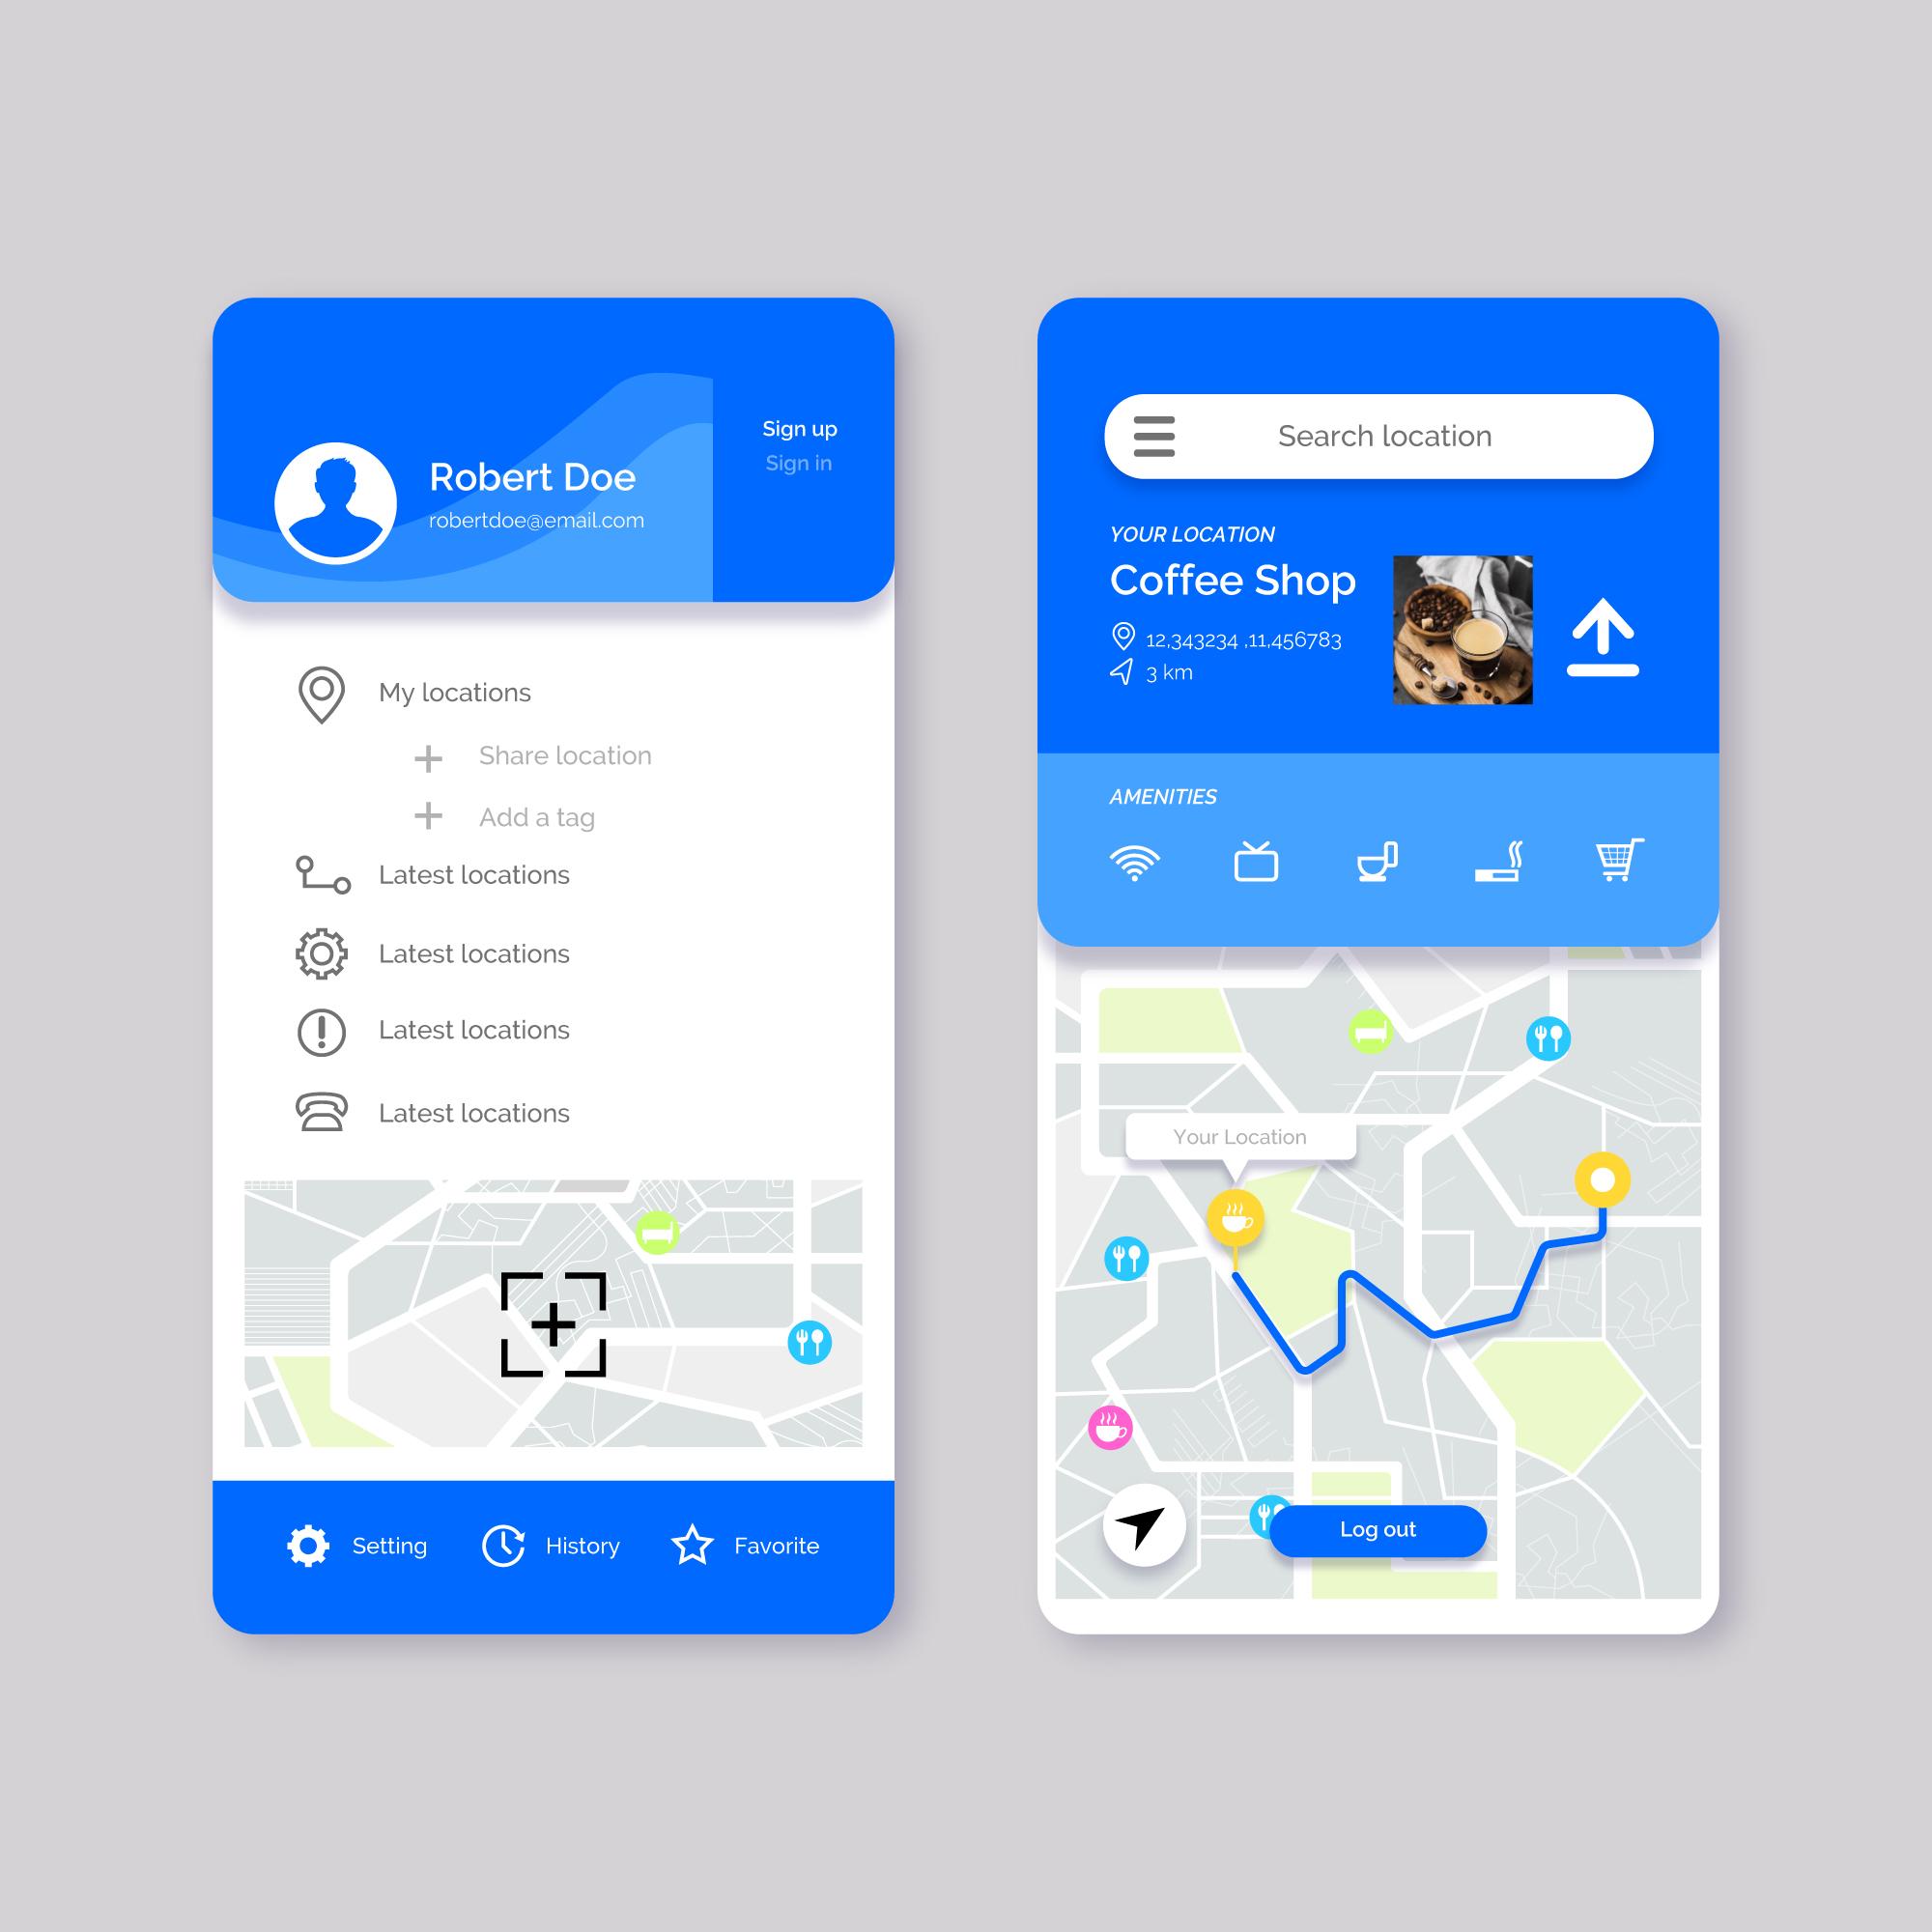 Sign up
Sign in
Robert Doe
robertdoe@email.com
My locations
Share location
Add a tag
Latest locations
Latest locations
Latest locations
Latest locations
Setting
History
Favorite
Search location
YOUR LOCATION
Coffee Shop
12,343234 ,11,456783
3 km
AMENITIES
Your Location
Log out